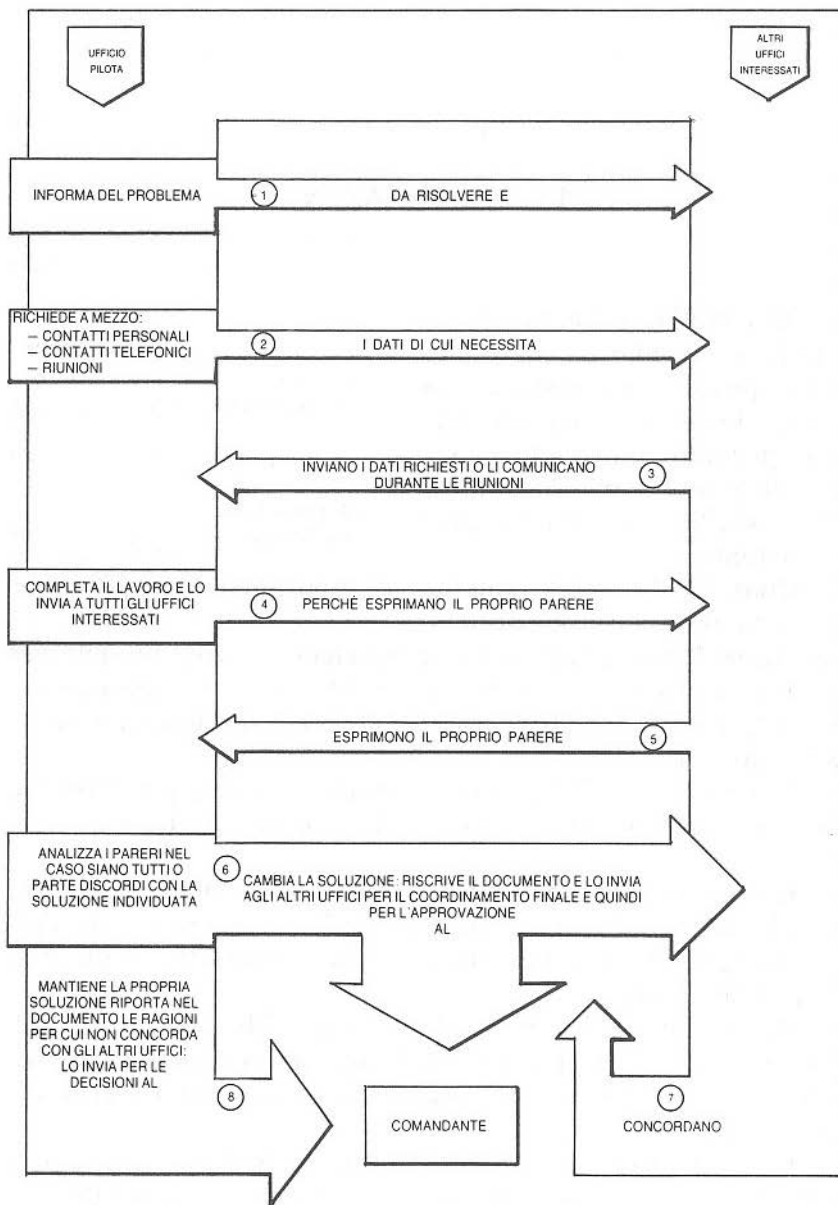 UFFICIO
PILOTA
ALTRI
UFFICI
INTERESSATI
INFORMA DEL PROBLEMA
1
DA RISOLVERE E
RICHIEDE A MEZZO:
– CONTATTI PERSONALI
– CONTATTI TELEFONICI
– RIUNIONI
2
I DATI DI CUI NECESSITA
INVIANO I DATI RICHIESTI O LI COMUNICANO
DURANTE LE RIUNIONI
3
COMPLETA IL LAVORO E LO
INVIA A TUTTI GLI UFFICI
INTERESSATI
4
PERCHÈ ESPRIMANO IL PROPRIO PARERE
ESPRIMONO IL PROPRIO PARERE
5
ANALIZZA I PARERI NEL
CASO SIANO TUTTI O
PARTE DISCORDI CON LA
SOLUZIONE INDIVIDUATA
6
CAMBIA LA SOLUZIONE: RISCRIVE IL DOCUMENTO E LO INVIA
AGLI ALTRI UFFICI PER IL COORDINAMENTO FINALE E QUINDI
PER L'APPROVAZIONE
AL
MANTIENE LA PROPRIA
SOLUZIONE RIPORTA NEL
DOCUMENTO LE RAGIONI
PER CUI NON CONCORDA
CON GLI ALTRI UFFICI:
LO INVIA PER LE
DECISIONI AL
8
COMANDANTE
7
CONCORDANO